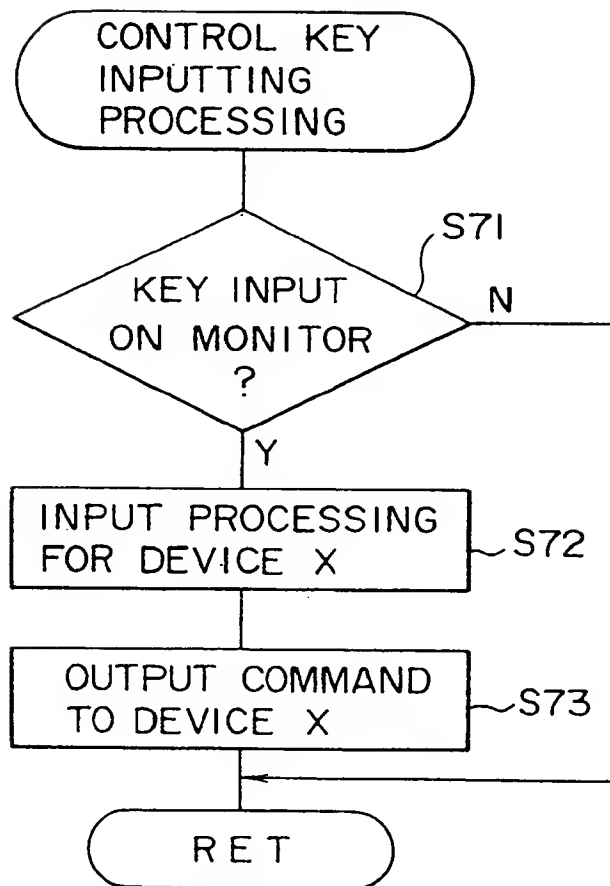 CONTROL KEY
INPUTTING
PROCESSING
S71
KEY INPUT
ON MONITOR
?
N
Y
INPUT PROCESSING
FOR DEVICE X
S72
OUTPUT COMMAND
TO DEVICE X
S73
RET